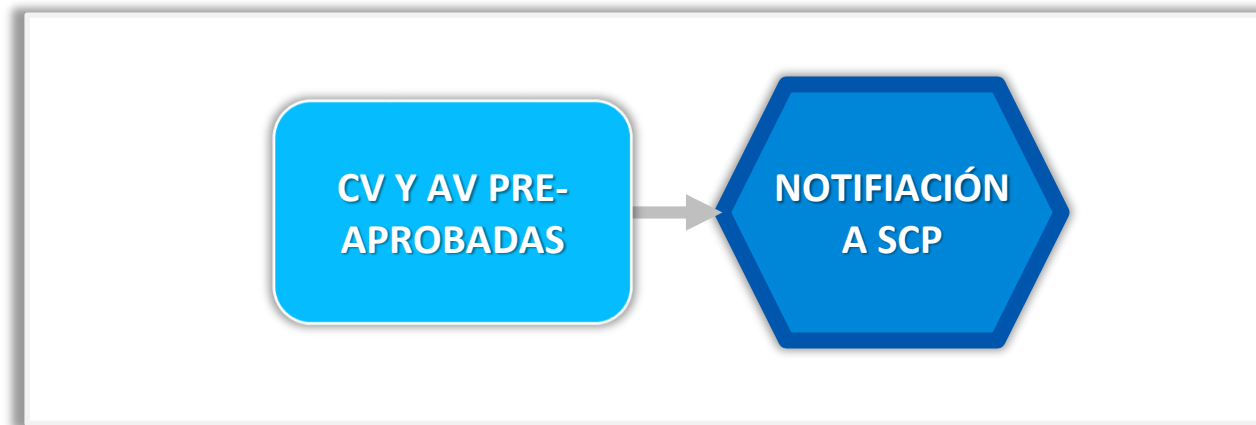 CV Y AV PRE-
APROBADAS
NOTIFIACIÓN
A SCP